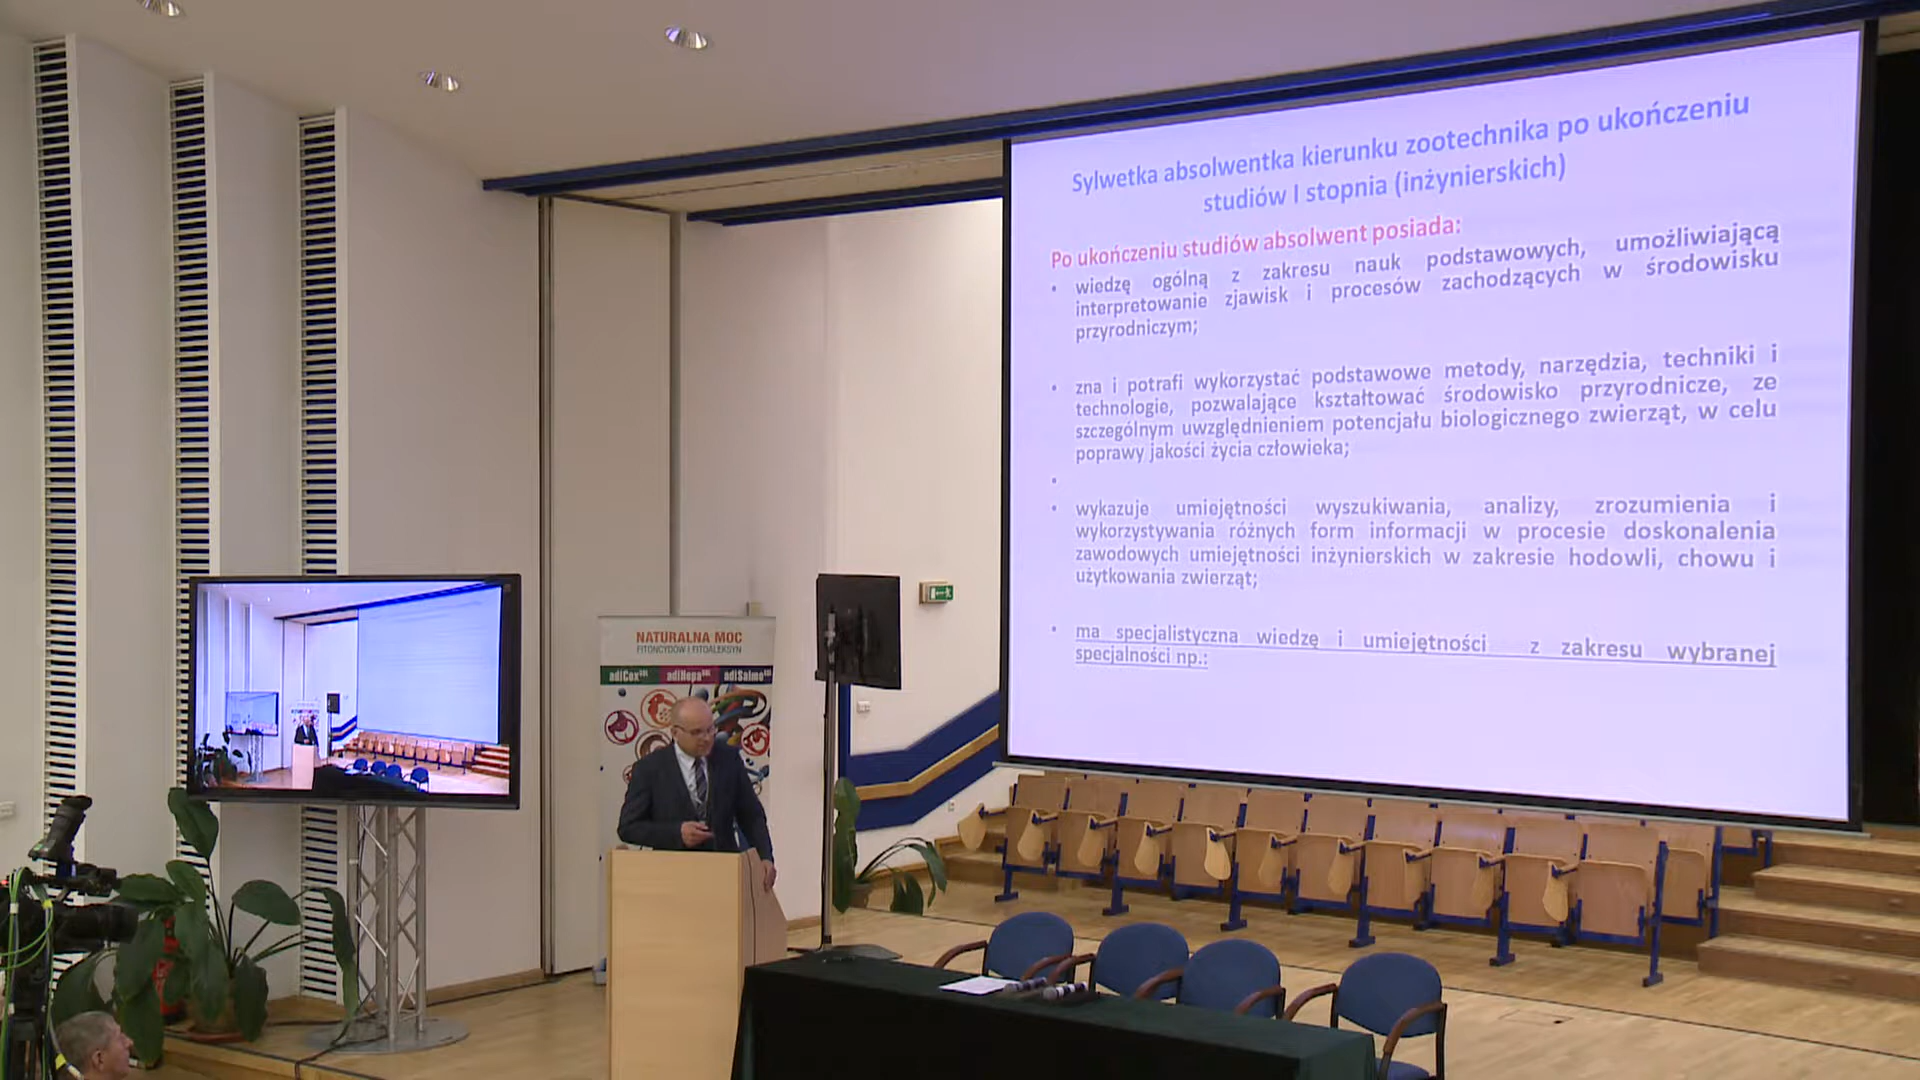 Sylwetka absolwentka kierunku zootechnika po ukończeniu
studiów I stopnia (inżynierskich)
Po ukończeniu studiów absolwent posiada:
• wiedzę ogólną z zakresu nauk podstawowych, umożliwiającą
interpretowanie zjawisk i procesów zachodzących w środowisku
przyrodniczym;
• zna i potrafi wykorzystać podstawowe metody, narzędzia, techniki i
technologie, pozwalające kształtować środowisko przyrodnicze, ze
szczególnym uwzględnieniem potencjału biologicznego zwierząt, w celu
poprawy jakości życia człowieka;
•
• wykazuje umiejętności wyszukiwania, analizy, zrozumienia i
wykorzystywania różnych form informacji w procesie doskonalenia
zawodowych umiejętności inżynierskich w zakresie hodowli, chowu i
użytkowania zwierząt;
• ma specjalistyczna wiedzę i umiejętności z zakresu wybranej
specjalności np.:
NATURALNA MOC
FITONCYDÓW I FITOALEKSYN
adiCox adiHepa adiSalmo